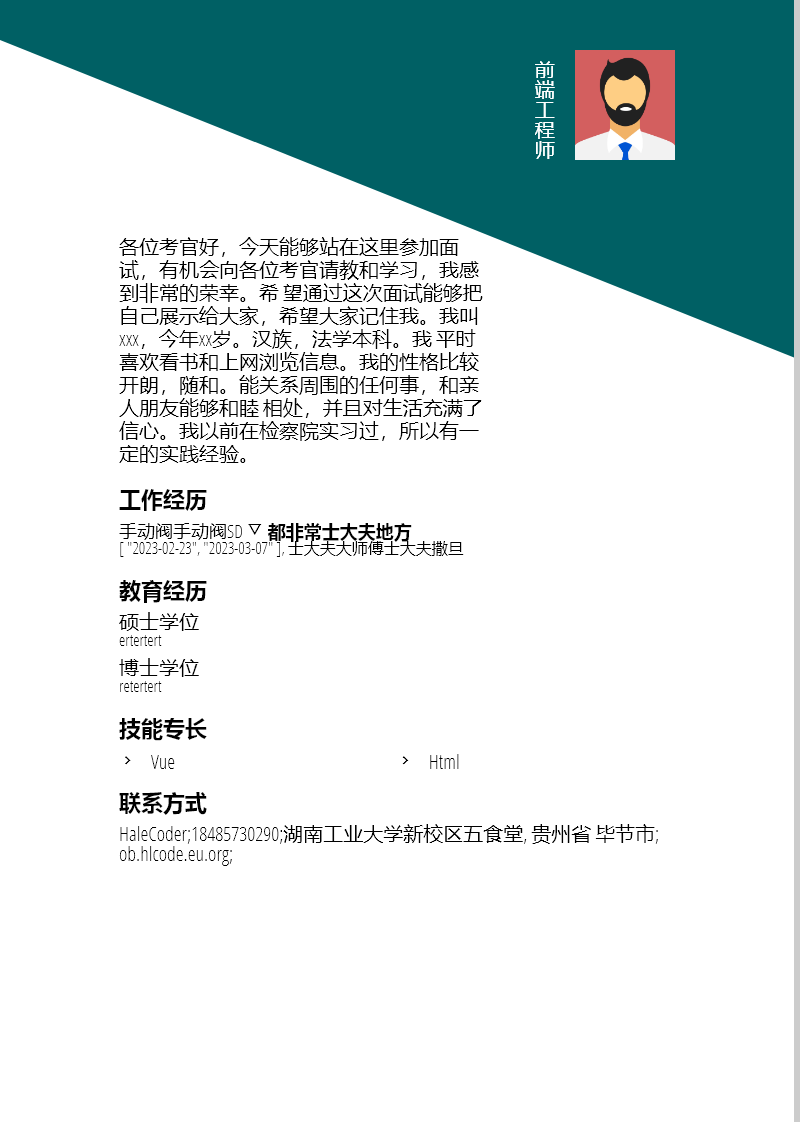 前端工程师
各位考官好，今天能够站在这里参加面
试，有机会向各位考官请教和学习，我感
到非常的荣幸。希 望通过这次面试能够把
自己展示给大家，希望大家记住我。我叫
xxx，今年xx岁。汉族，法学本科。我 平时
喜欢看书和上网浏览信息。我的性格比较
开朗，随和。能关系周围的任何事，和亲
人朋友能够和睦 相处，并且对生活充满了
信心。我以前在检察院实习过，所以有一
定的实践经验。
工作经历
手动阀手动阀SD ▽ 都非常士大夫地方
[ "2023-02-23", "2023-03-07" ], 士大夫大师傅士大夫撒旦
教育经历
硕士学位
ertertert
博士学位
retertert
技能专长
Vue
Html
联系方式
HaleCoder;18485730290;湖南工业大学新校区五食堂, 贵州省 毕节市;
ob.hlcode.eu.org;